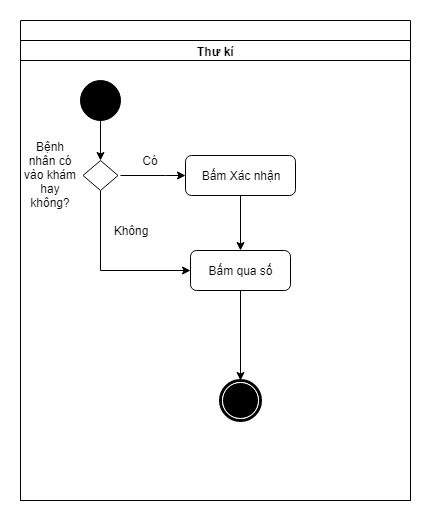 Thư kí
Bệnh
nhân có
vào khám
hay
không?
Có
Bấm Xác nhận
Không
Bấm qua số